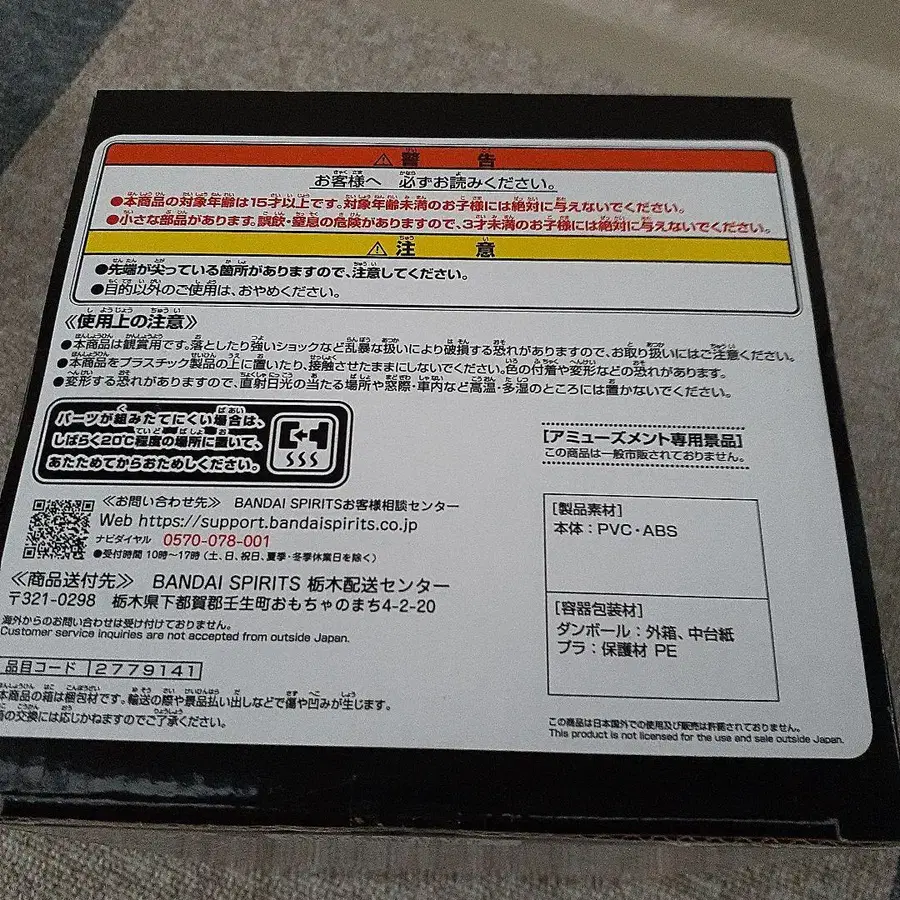 ⚠警告
お客様へ 必ずお読みください。
●本商品の対象年齢は15才以上です。対象年齢未満のお子様には絶対に与えないでください。
●小さな部品があります。誤飲・窒息の危険がありますので、3才未満のお子様には絶対に与えないでください。
⚠注意
●先端が尖っている箇所がありますので、注意してください。
●目的以外のご使用は、おやめください。
《使用上の注意》
●本商品は観賞用です。落としたり強いショックなど乱暴な扱いにより破損する恐れがありますので、お取り扱いにはご注意ください。
●本商品をプラスチック製品の上に置いたり、接触させたままにしないでください。色の付着や変形などの恐れがあります。
●変形する恐れがありますので、直射日光の当たる場所や窓際・車内など高温・多湿のところには置かないでください。
パーツが組みたてにくい場合は、
しばらく20℃程度の場所に置いて、
あたためてからおためしください。
[アミューズメント専用景品]
この商品は一般市販されておりません。
≪お問い合わせ先≫ BANDAI SPIRITSお客様相談センター
Web https://support.bandaispirits.co.jp
ナビダイヤル 0570-078-001
●受付時間 10時〜17時(土、日、祝日、夏季・冬季休業日を除く)
≪商品送付先≫ BANDAI SPIRITS 栃木配送センター
〒321-0298 栃木県下都賀郡壬生町おもちゃのまち4-2-20
海外からのお問い合わせは受け付けておりません。
Customer service inquiries are not accepted from outside Japan.
品目コード 2779141
本商品の箱は梱包材です。輸送の際や景品払い出しなどで傷や凹みが生じます。
箱の交換には応じかねますのでご了承ください。
[製品素材]
本体:PVC・ABS
[容器包装材]
ダンボール:外箱、中台紙
プラ:保護材 PE
この商品は日本国外での使用及び販売は許諾されておりません。
This product is not licensed for the use and sale outside Japan.